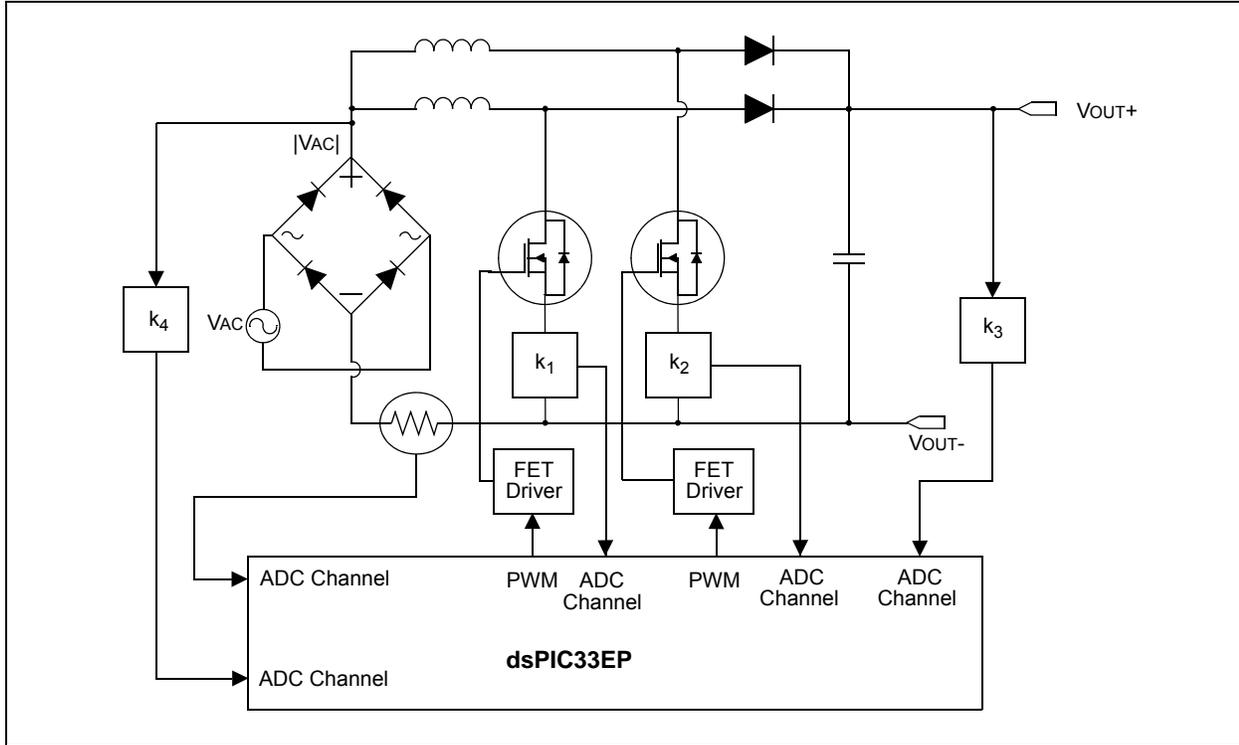 VOUT+
|VAC|
k4
VAC
k3
k1
k2
VOUT-
FET
Driver
FET
Driver
ADC Channel
PWM
ADC
Channel
PWM
ADC
Channel
ADC
Channel
dsPIC33EP
ADC Channel